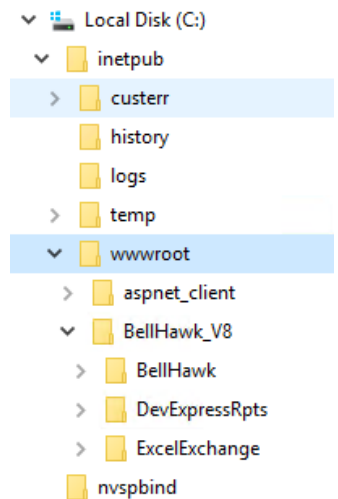 Local Disk (C:)
inetpub
custerr
history
logs
temp
wwwroot
aspnet_client
BellHawk_V8
BellHawk
DevExpressRpts
ExcelExchange
nvspbind